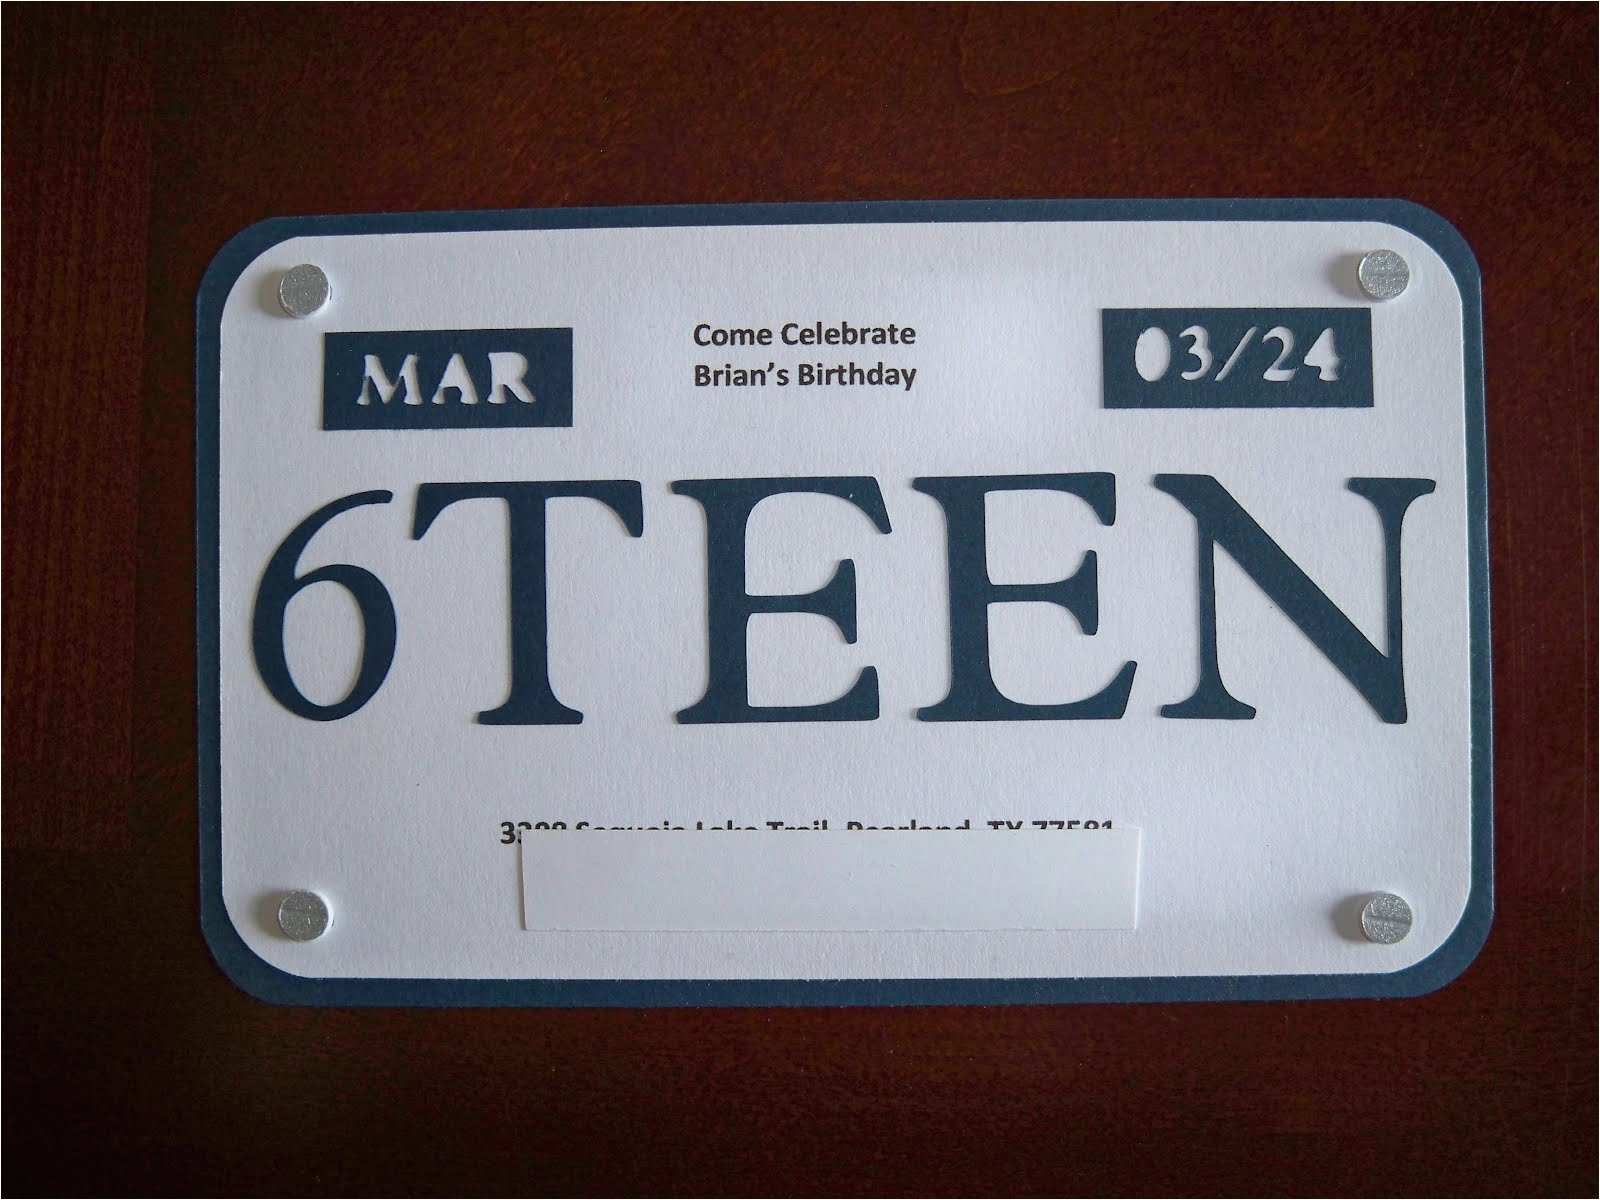 MAR
Come Celebrate
Brian’s Birthday
03/24
6TEEN